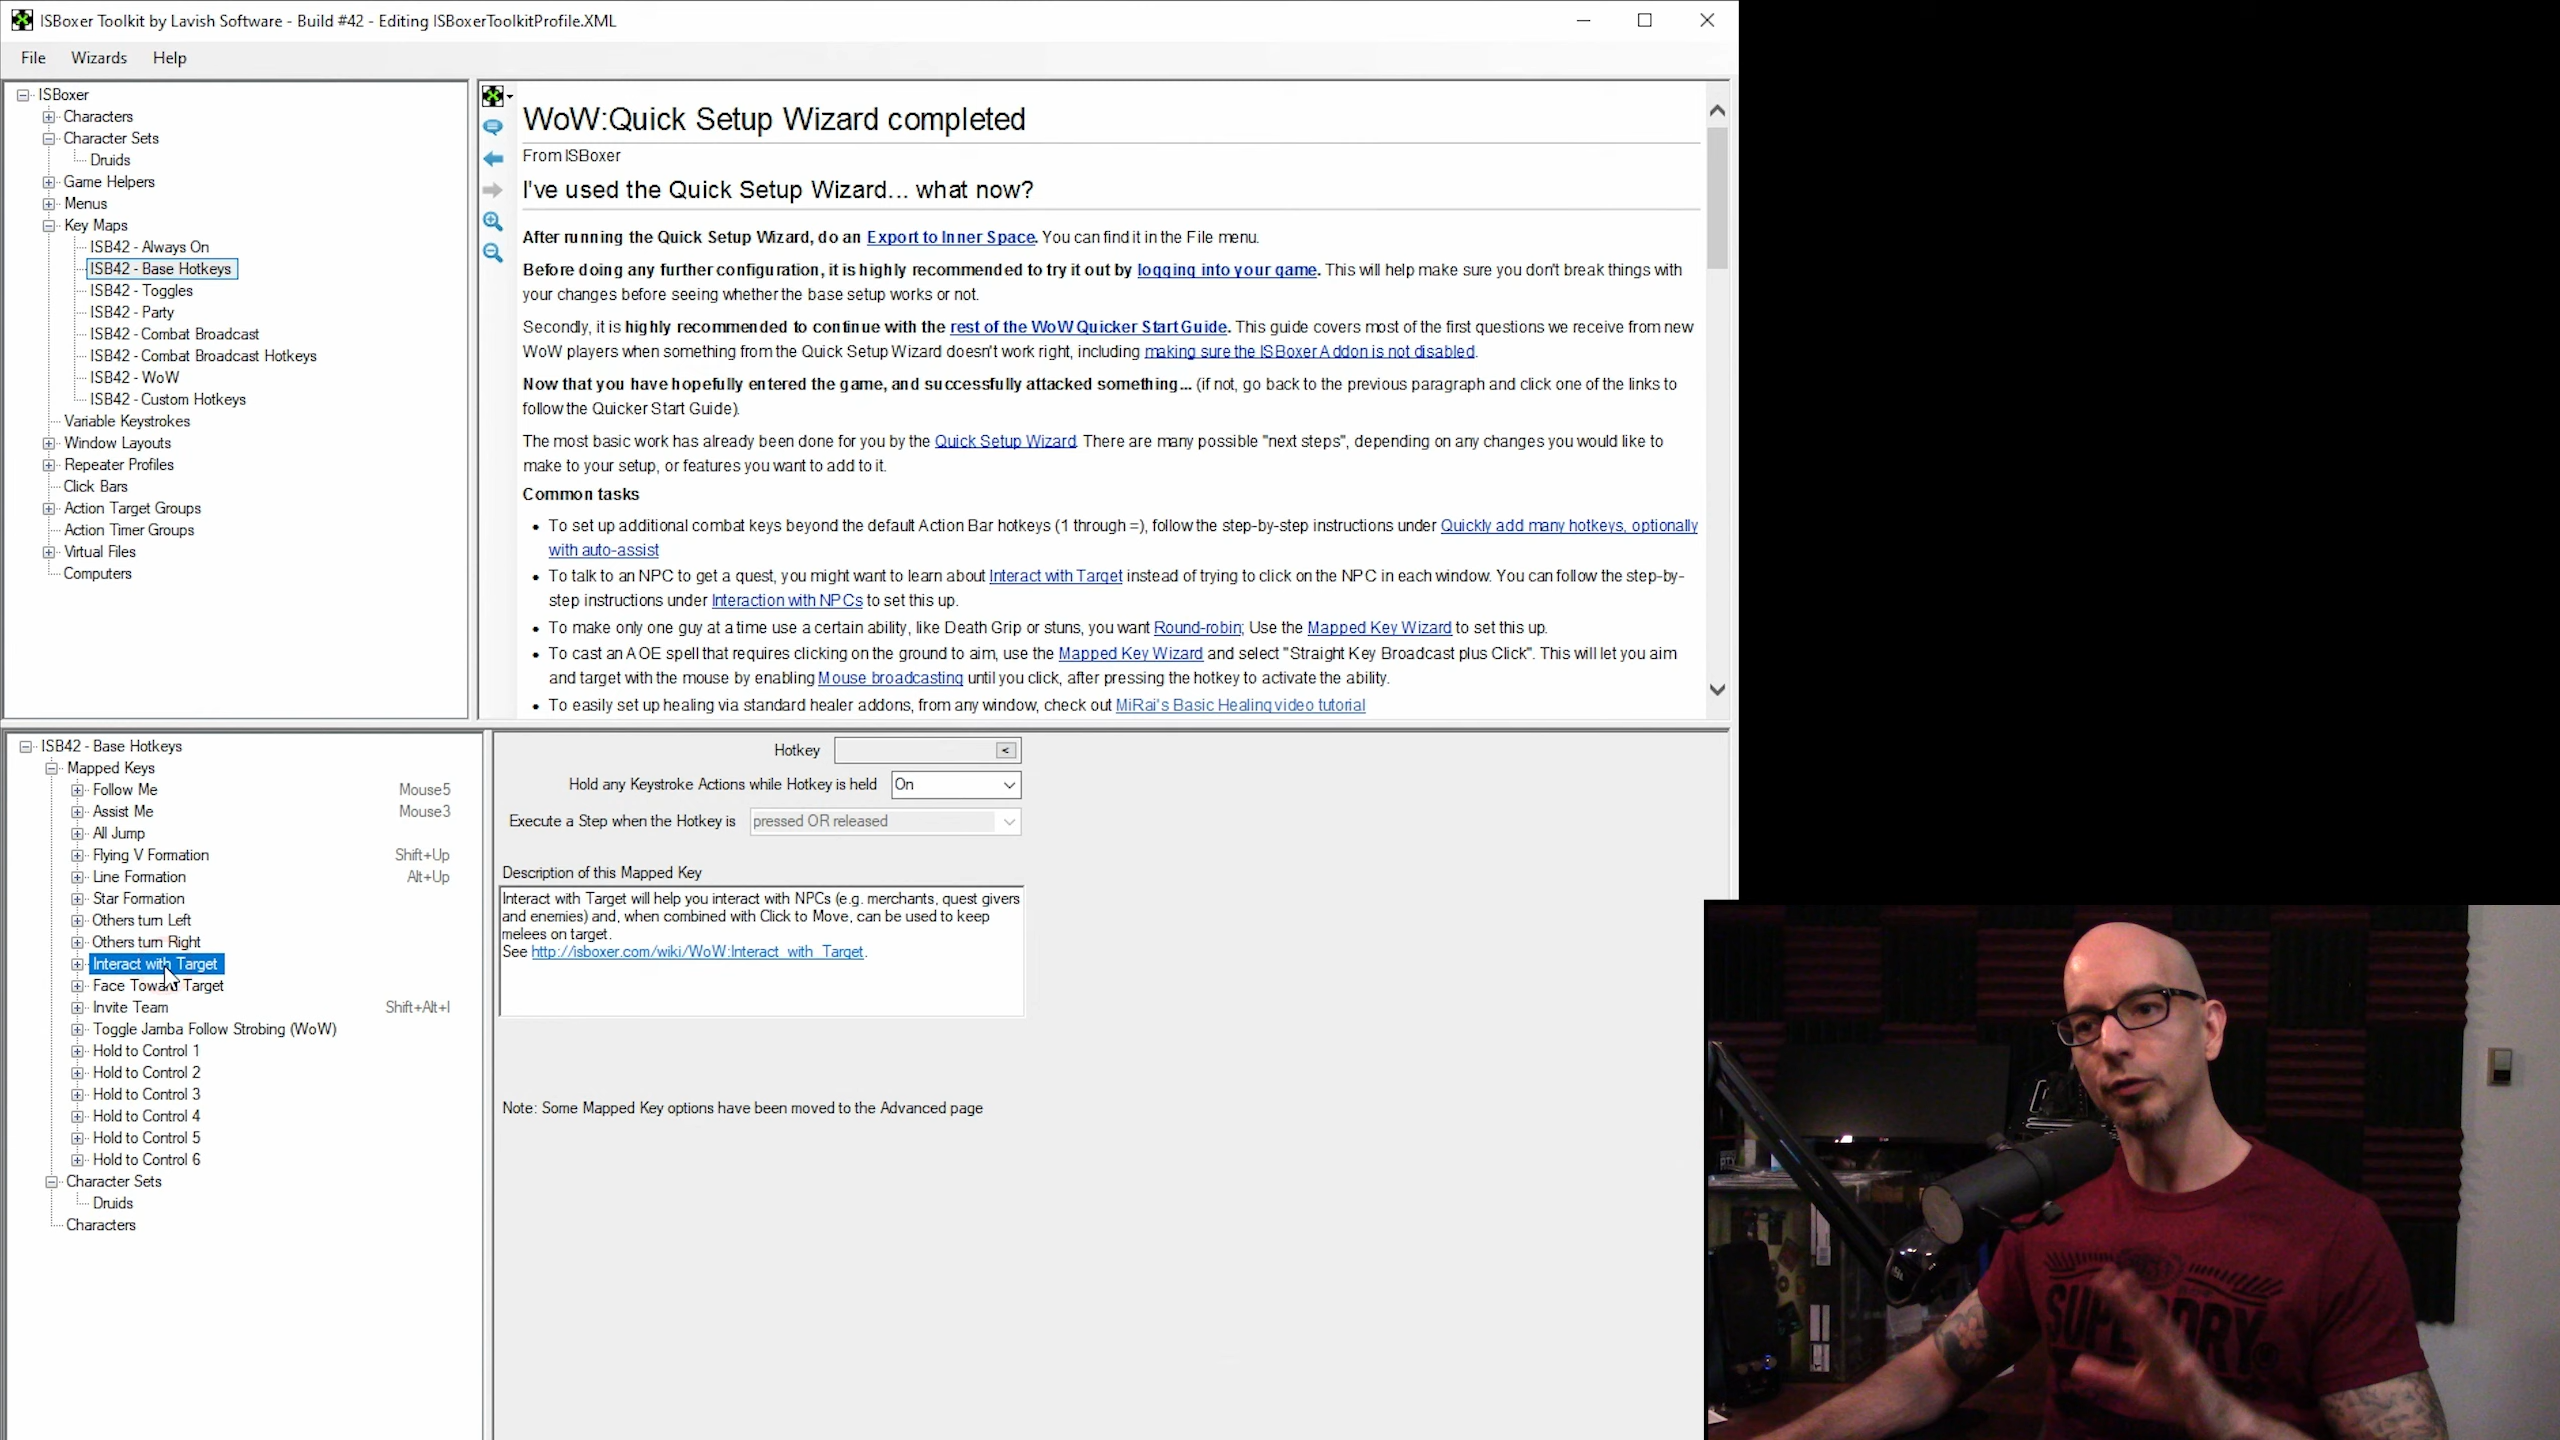 ISBoxer Toolkit by Lavish Software - Build #42 - Editing ISBoxerToolkitProfile.XML
File Wizards Help
ISBoxer
Characters
Character Sets
Druids
Game Helpers
Menus
Key Maps
ISB42 - Always On
ISB42 - Base Hotkeys
ISB42 - Toggles
ISB42 - Party
ISB42 - Combat Broadcast
ISB42 - Combat Broadcast Hotkeys
ISB42 - WoW
ISB42 - Custom Hotkeys
Variable Keystrokes
Window Layouts
Repeater Profiles
Click Bars
Action Target Groups
Action Timer Groups
Virtual Files
Computers
WoW:Quick Setup Wizard completed
From ISBoxer
I've used the Quick Setup Wizard... what now?
After running the Quick Setup Wizard, do an Export to Inner Space. You can find it in the File menu.
Before doing any further configuration, it is highly recommended to try it out by logging into your game. This will help make sure you don't break things with
your changes before seeing whether the base setup works or not.
Secondly, it is highly recommended to continue with the rest of the WoW Quicker Start Guide. This guide covers most of the first questions we receive from new
WoW players when something from the Quick Setup Wizard doesn't work right, including making sure the ISBoxer Addon is not disabled.
Now that you have hopefully entered the game, and successfully attacked something... (if not, go back to the previous paragraph and click one of the links to
follow the Quicker Start Guide).
The most basic work has already been done for you by the Quick Setup Wizard. There are many possible "next steps", depending on any changes you would like to
make to your setup, or features you want to add to it.
Common tasks
To set up additional combat keys beyond the default Action Bar hotkeys (1 through =), follow the step-by-step instructions under Quickly add many hotkeys, optionally
with auto-assist
To talk to an NPC to get a quest, you might want to learn about Interact with Target instead of trying to click on the NPC in each window. You can follow the step-by-
step instructions under Interaction with NPCs to set this up.
To make only one guy at a time use a certain ability, like Death Grip or stuns, you want Round-robin; Use the Mapped Key Wizard to set this up.
To cast an AOE spell that requires clicking on the ground to aim, use the Mapped Key Wizard and select "Straight Key Broadcast plus Click". This will let you aim
and target with the mouse by enabling Mouse broadcasting until you click, after pressing the hotkey to activate the ability.
To easily set up healing via standard healer addons, from any window, check out MiRai's Basic Healing video tutorial
ISB42 - Base Hotkeys
Mapped Keys
Follow Me Mouse5
Assist Me Mouse3
All Jump
Flying V Formation Shift+Up
Line Formation Alt+Up
Star Formation
Others turn Left
Others turn Right
Interact with Target
Face Toward Target
Invite Team Shift+Alt+I
Toggle Jamba Follow Strobing (WoW)
Hold to Control 1
Hold to Control 2
Hold to Control 3
Hold to Control 4
Hold to Control 5
Hold to Control 6
Character Sets
Druids
Characters
Hotkey <
Hold any Keystroke Actions while Hotkey is held On
Execute a Step when the Hotkey is pressed OR released
Description of this Mapped Key
Interact with Target will help you interact with NPCs (e.g. merchants, quest givers
and enemies) and, when combined with Click to Move, can be used to keep
melees on target.
See http://isboxer.com/wiki/WoW:Interact_with_Target.
Note: Some Mapped Key options have been moved to the Advanced page